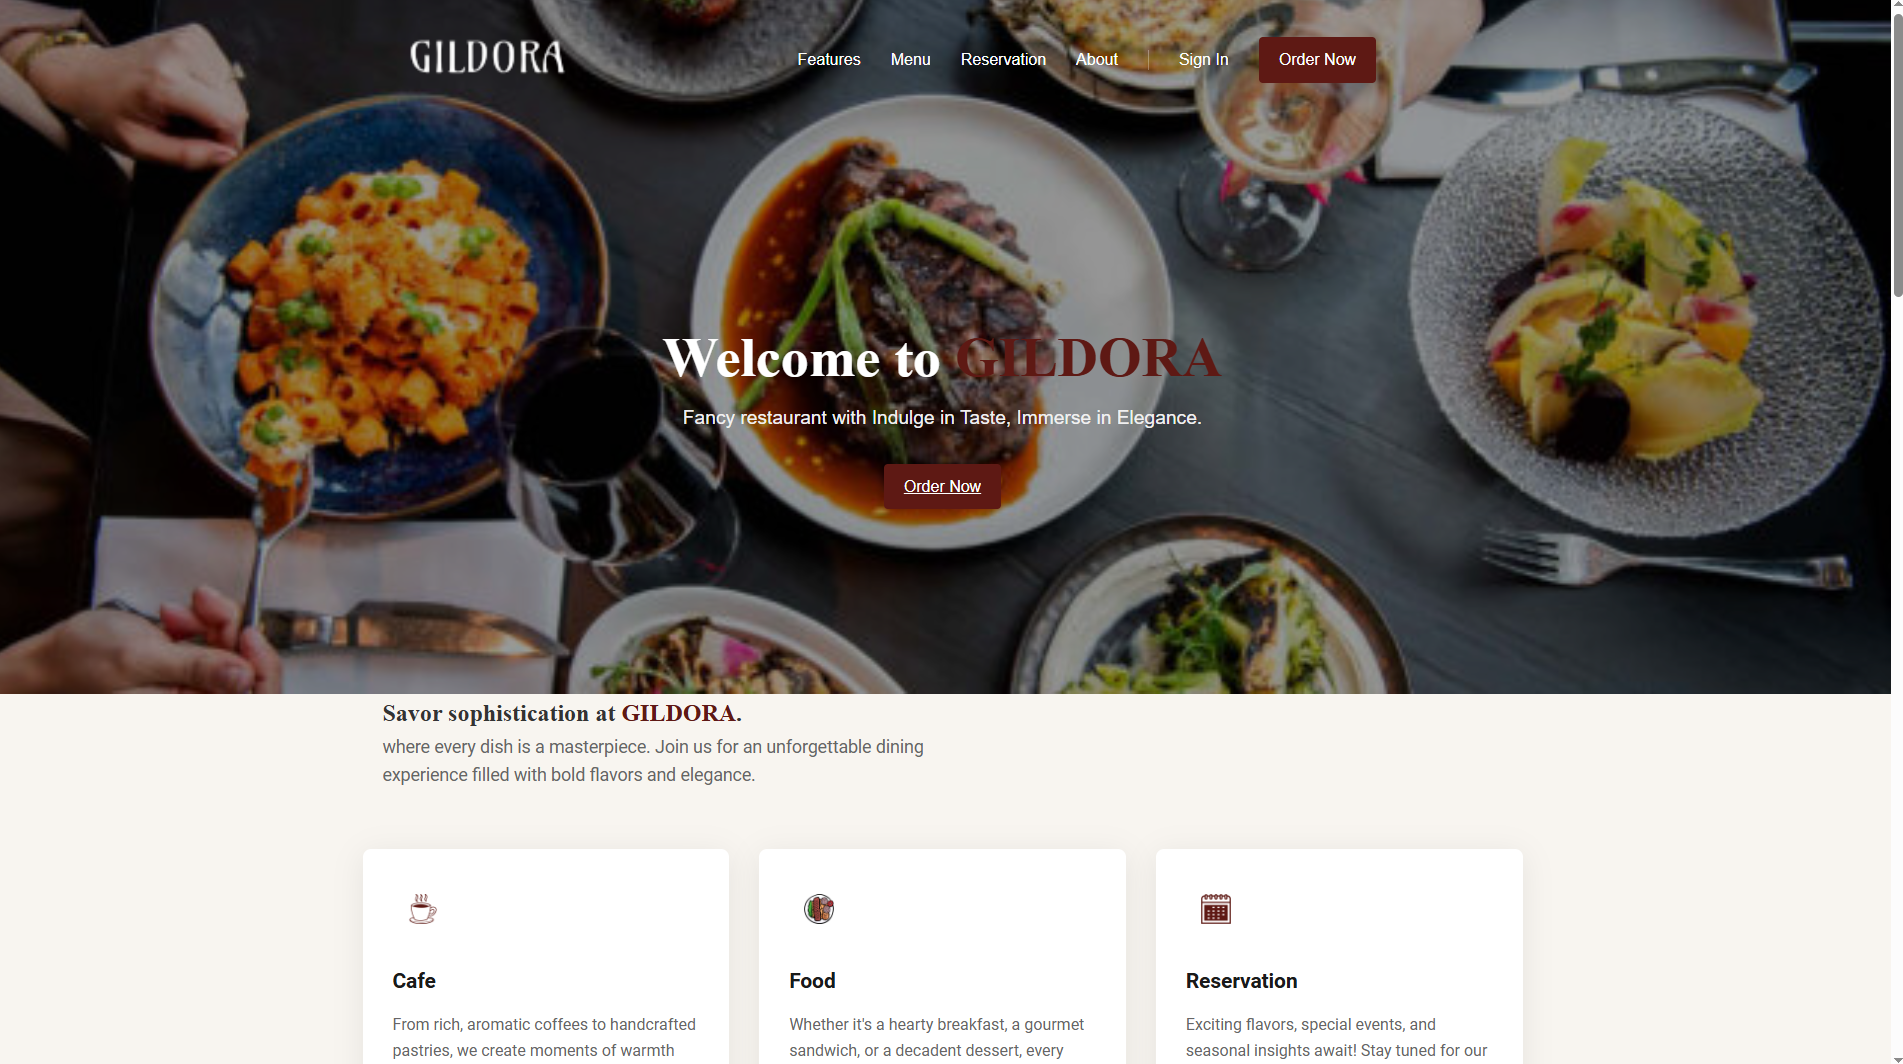 GILDORA
Features Menu Reservation About Sign In Order Now
Welcome to GILDORA
Fancy restaurant with Indulge in Taste, Immerse in Elegance.
Order Now
Savor sophistication at GILDORA.
where every dish is a masterpiece. Join us for an unforgettable dining
experience filled with bold flavors and elegance.
Cafe
From rich, aromatic coffees to handcrafted
pastries, we create moments of warmth
Food
Whether it's a hearty breakfast, a gourmet
sandwich, or a decadent dessert, every
Reservation
Exciting flavors, special events, and
seasonal insights await! Stay tuned for our